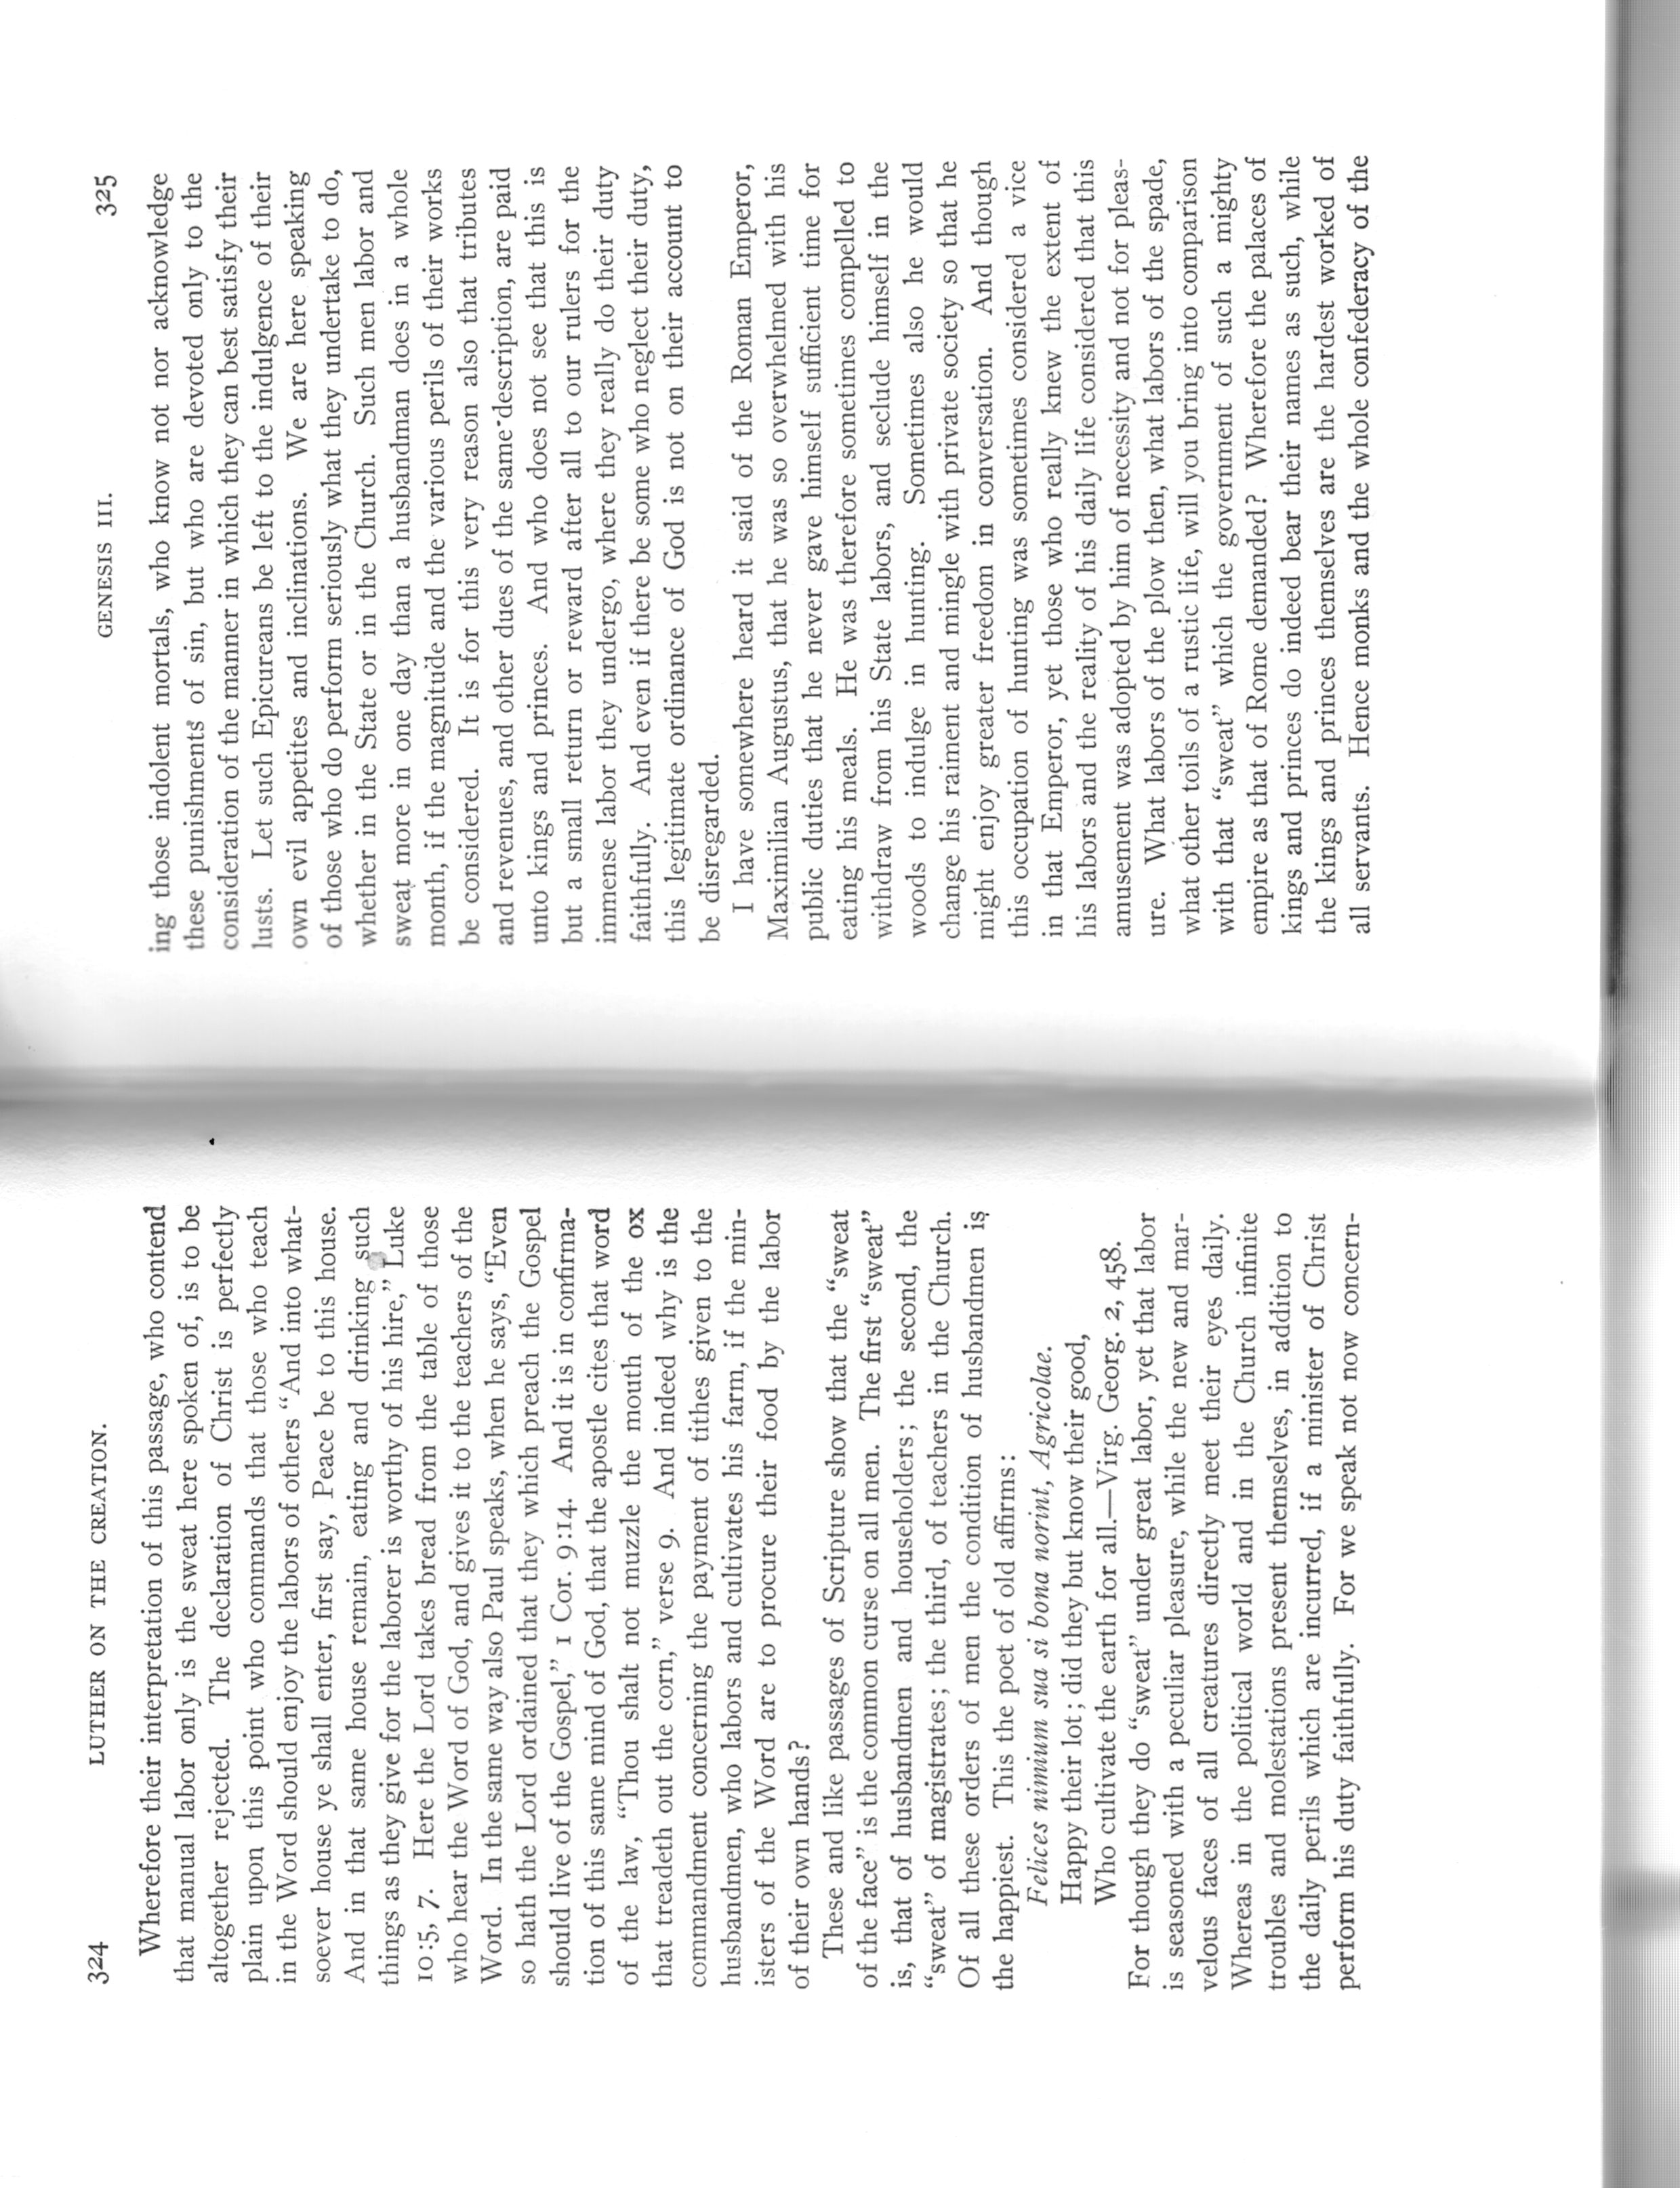 324 LUTHER ON THE CREATION.
Wherefore their interpretation of this passage, who contend
that manual labor only is the sweat here spoken of, is to be
altogether rejected. The declaration of Christ is perfectly
plain upon this point who commands that those who teach
in the Word should enjoy the labors of others “And into what-
soever house ye shall enter, first say, Peace be to this house.
And in that same house remain, eating and drinking such
things as they give for the laborer is worthy of his hire,” Luke
10:5, 7. Here the Lord takes bread from the table of those
who hear the Word of God, and gives it to the teachers of the
Word. In the same way also Paul speaks, when he says, “Even
so hath the Lord ordained that they which preach the Gospel
should live of the Gospel,” 1 Cor. 9:14. And it is in confirma-
tion of this same mind of God, that the apostle cites that word
of the law, “Thou shalt not muzzle the mouth of the ox
that treadeth out the corn,” verse 9. And indeed why is the
commandment concerning the payment of tithes given to the
husbandmen, who labors and cultivates his farm, if the min-
isters of the Word are to procure their food by the labor
of their own hands?
These and like passages of Scripture show that the “sweat
of the face” is the common curse on all men. The first “sweat”
is, that of husbandmen and householders; the second, the
“sweat” of magistrates; the third, of teachers in the Church.
Of all these orders of men the condition of husbandmen is
the happiest. This the poet of old affirms:
Felices nimium sua si bona norint, Agricolae.
Happy their lot; did they but know their good,
Who cultivate the earth for all.—Virg. Georg. 2, 458.
For though they do “sweat” under great labor, yet that labor
is seasoned with a peculiar pleasure, while the new and mar-
velous faces of all creatures directly meet their eyes daily.
Whereas in the political world and in the Church infinite
troubles and molestations present themselves, in addition to
the daily perils which are incurred, if a minister of Christ
perform his duty faithfully. For we speak not now concern-
GENESIS III. 325
ing those indolent mortals, who know not nor acknowledge
these punishments of sin, but who are devoted only to the
consideration of the manner in which they can best satisfy their
lusts. Let such Epicureans be left to the indulgence of their
own evil appetites and inclinations. We are here speaking
of those who do perform seriously what they undertake to do,
whether in the State or in the Church. Such men labor and
sweat more in one day than a husbandman does in a whole
month, if the magnitude and the various perils of their works
be considered. It is for this very reason also that tributes
and revenues, and other dues of the same description, are paid
unto kings and princes. And who does not see that this is
but a small return or reward after all to our rulers for the
immense labor they undergo, where they really do their duty
faithfully. And even if there be some who neglect their duty,
this legitimate ordinance of God is not on their account to
be disregarded.
I have somewhere heard it said of the Roman Emperor,
Maximilian Augustus, that he was so overwhelmed with his
public duties that he never gave himself sufficient time for
eating his meals. He was therefore sometimes compelled to
withdraw from his State labors, and seclude himself in the
woods to indulge in hunting. Sometimes also he would
change his raiment and mingle with private society so that he
might enjoy greater freedom in conversation. And though
this occupation of hunting was sometimes considered a vice
in that Emperor, yet those who really knew the extent of
his labors and the reality of his daily life considered that this
amusement was adopted by him of necessity and not for pleas-
ure. What labors of the plow then, what labors of the spade,
what other toils of a rustic life, will you bring into comparison
with that “sweat” which the government of such a mighty
empire as that of Rome demanded? Wherefore the palaces of
kings and princes do indeed bear their names as such, while
the kings and princes themselves are the hardest worked of
all servants. Hence monks and the whole confederacy of the